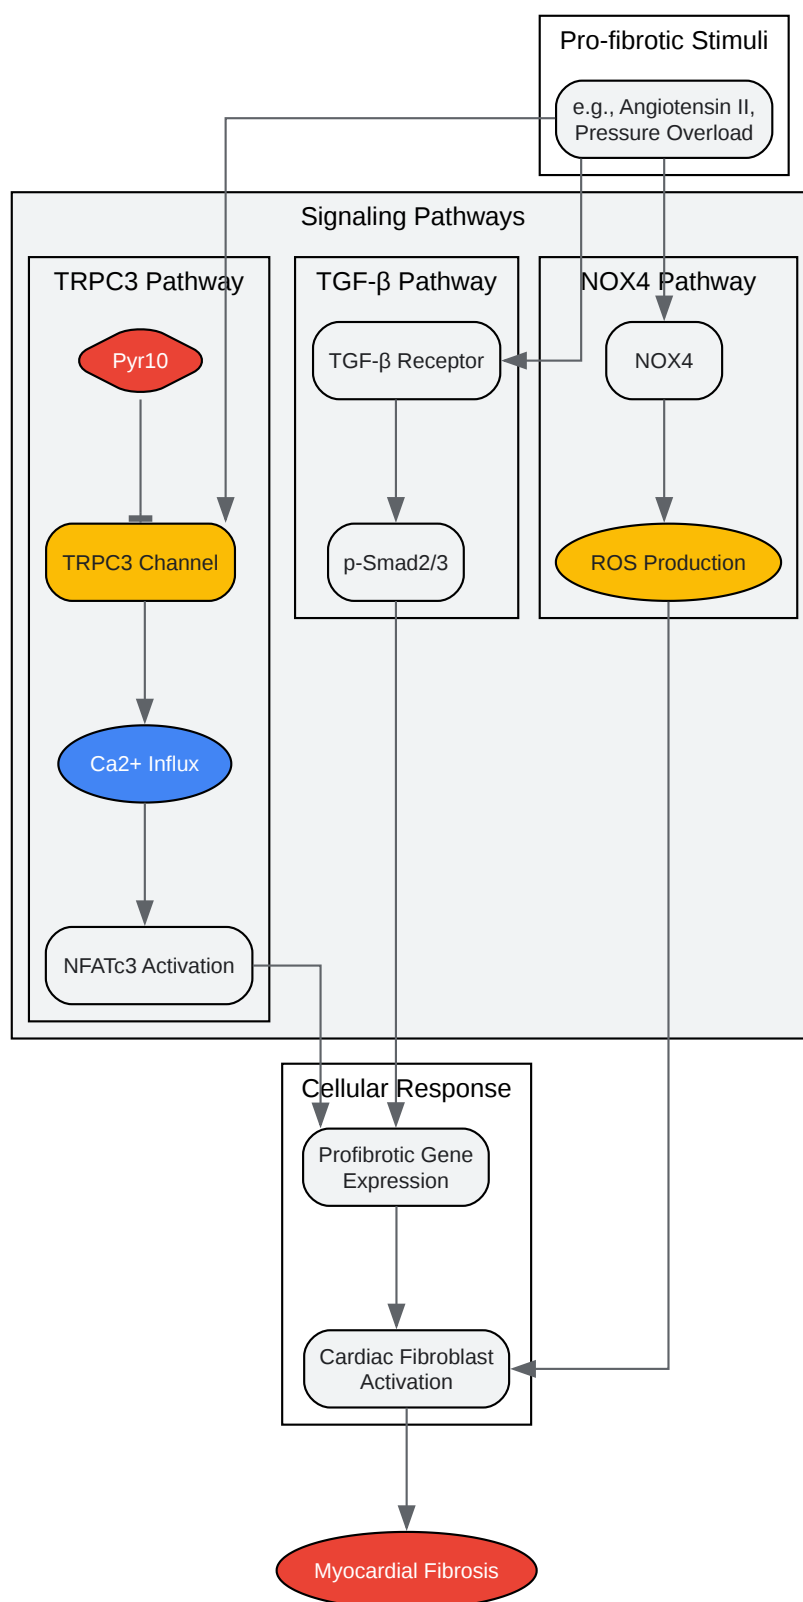 Pro-fibrotic Stimuli
e.g., Angiotensin II,
Pressure Overload
Signaling Pathways
TRPC3 Pathway
TGF-β Pathway
NOX4 Pathway
Pyr10
TGF-β Receptor
NOX4
TRPC3 Channel
p-Smad2/3
ROS Production
Ca2+ Influx
NFATc3 Activation
Cellular Response
Profibrotic Gene
Expression
Cardiac Fibroblast
Activation
Myocardial Fibrosis